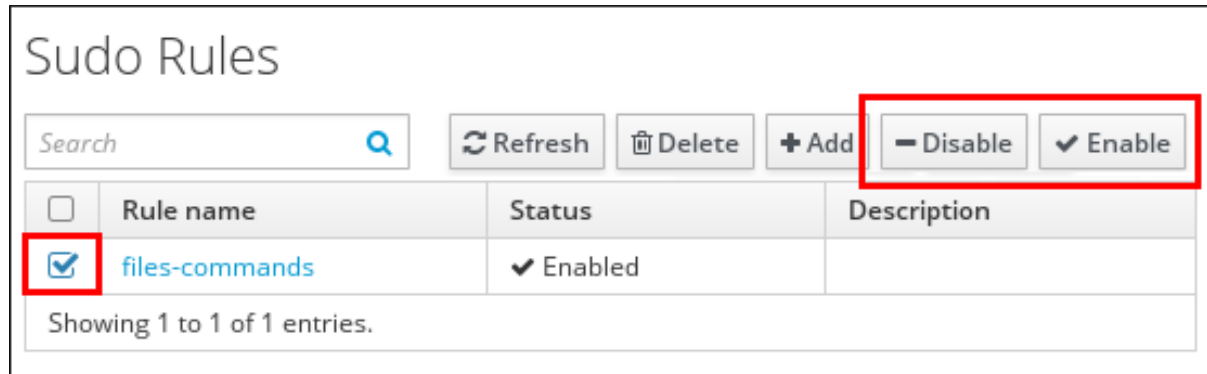 Sudo Rules
Search Refresh Delete Add Disable Enable
Rule name Status Description
files-commands Enabled
Showing 1 to 1 of 1 entries.